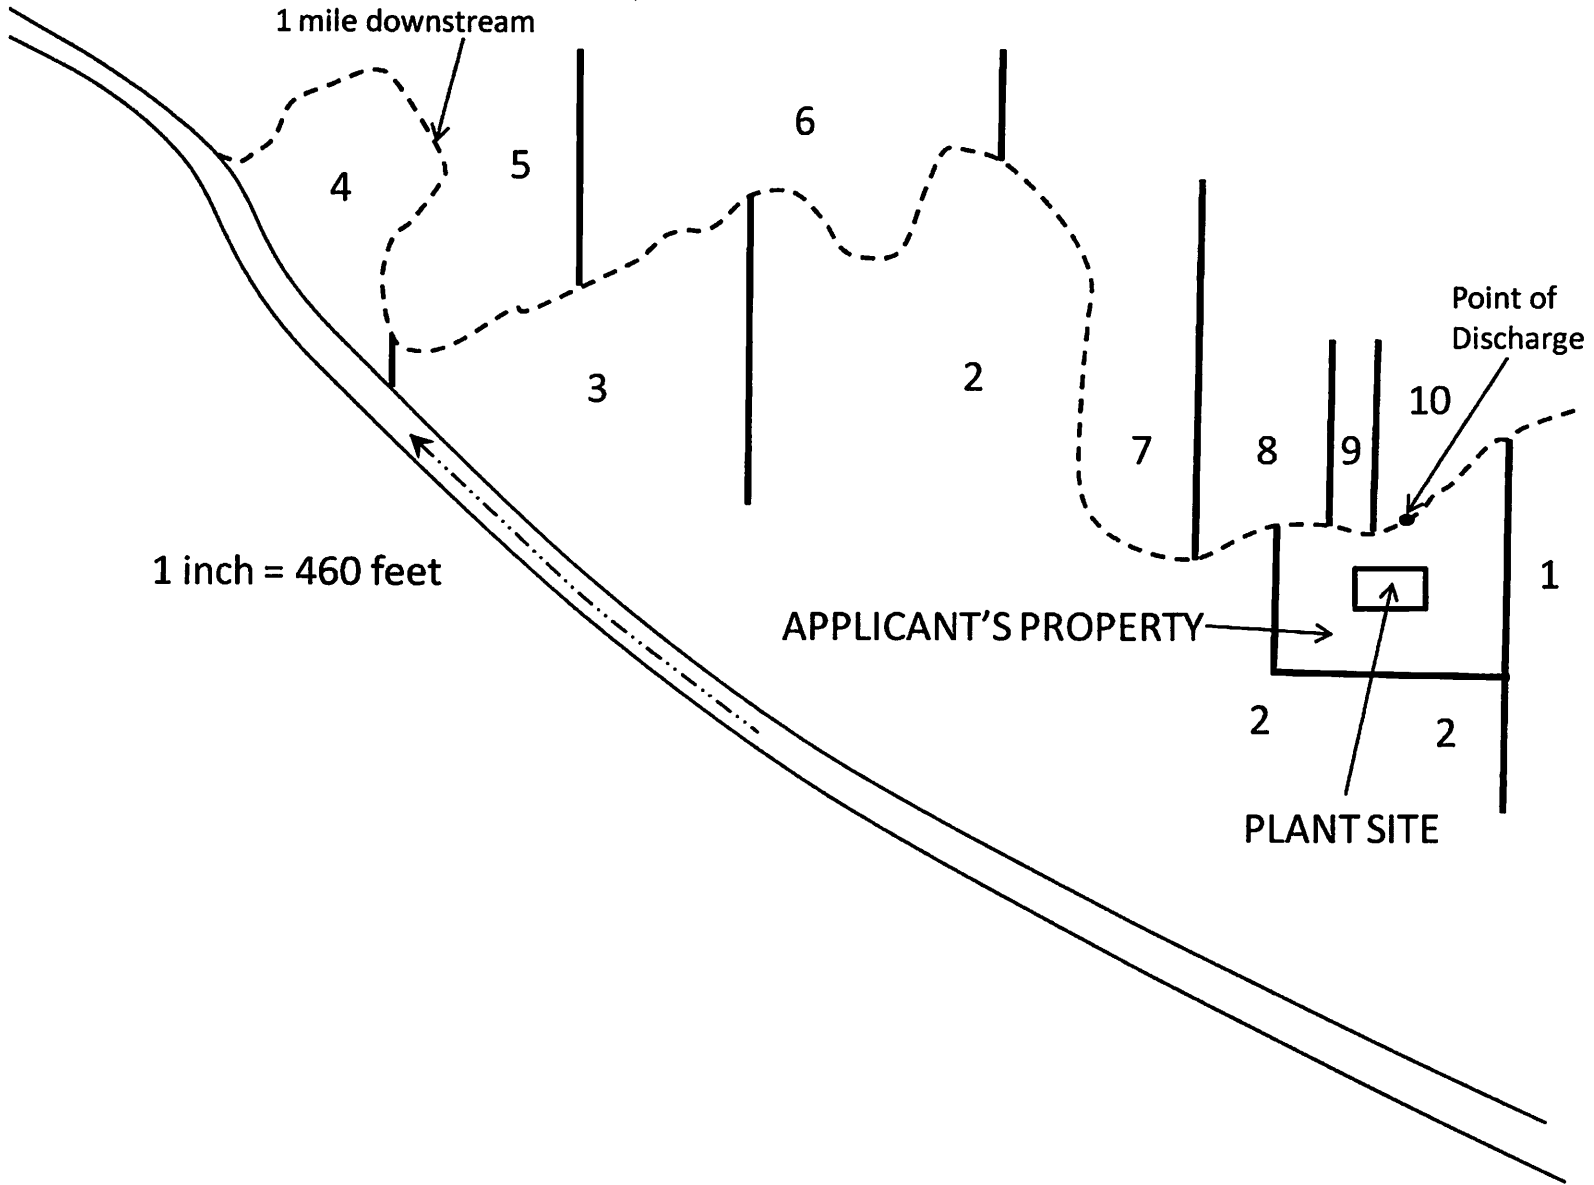 1 mile downstream
6
5
4
Point of
Discharge
3
2
10
7
8
9
1 inch = 460 feet
1
APPLICANT'S PROPERTY
2
2
PLANT SITE